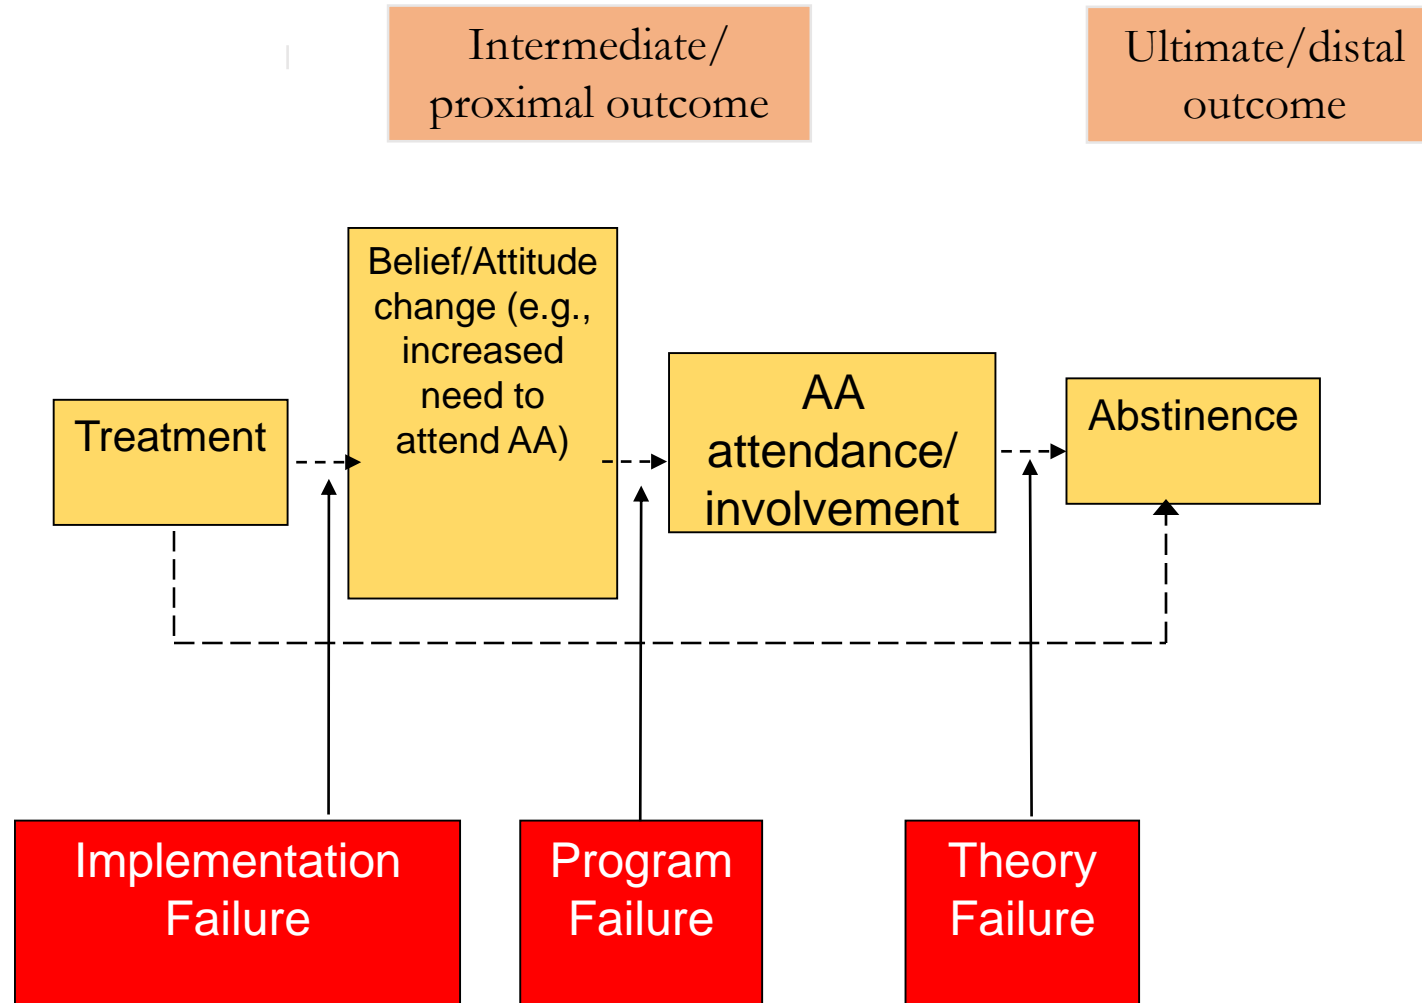 Intermediate/
proximal outcome
Ultimate/distal
outcome
Treatment
Belief/Attitude
change (e.g.,
increased
need to
attend AA)
AA
attendance/
involvement
Abstinence
Implementation
Failure
Program
Failure
Theory
Failure